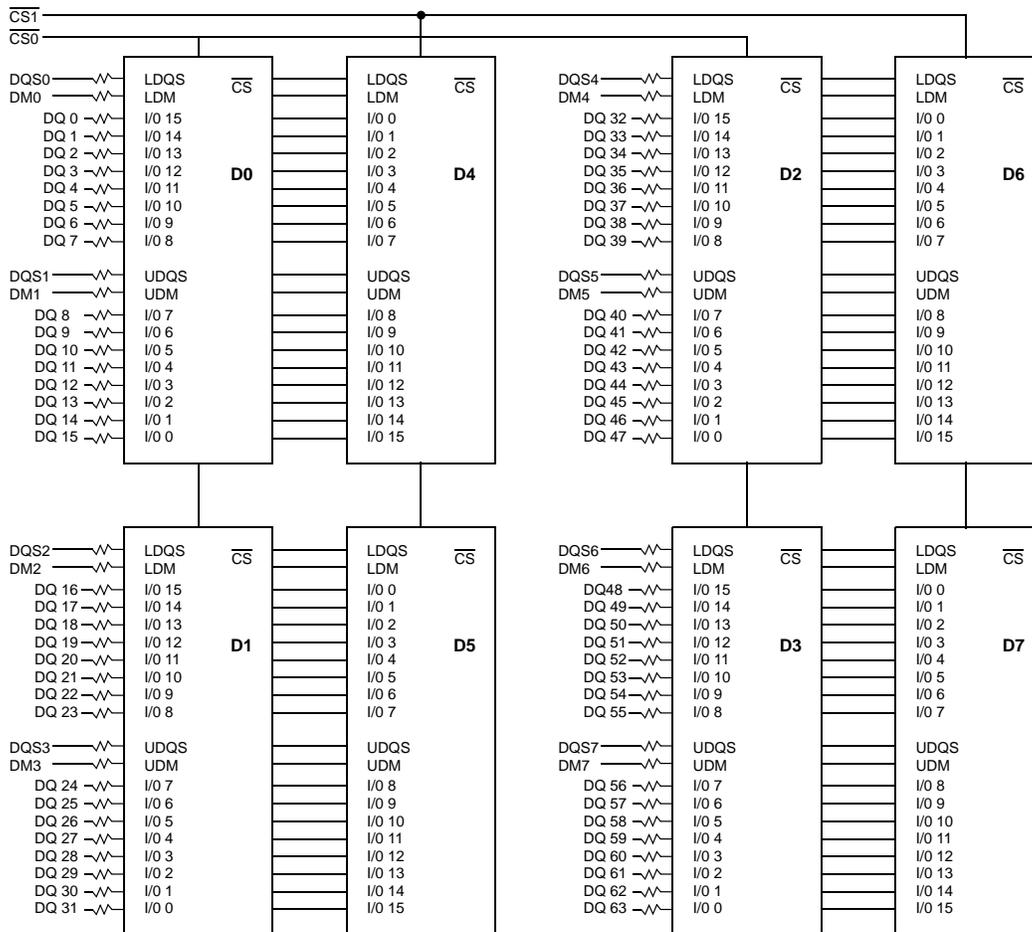 CS1
CS0
DQS0 LDQS CS LDQS CS DQS4 LDQS CS LDQS CS
DM0 LDM LDM DM4 LDM LDM
DQ 0 I/0 15 I/0 0 DQ 32 I/0 15 I/0 0
DQ 1 I/0 14 I/0 1 DQ 33 I/0 14 I/0 1
DQ 2 I/0 13 I/0 2 DQ 34 I/0 13 I/0 2
DQ 3 I/0 12 D0 I/0 3 D4 DQ 35 I/0 12 D2 I/0 3 D6
DQ 4 I/0 11 I/0 4 DQ 36 I/0 11 I/0 4
DQ 5 I/0 10 I/0 5 DQ 37 I/0 10 I/0 5
DQ 6 I/0 9 I/0 6 DQ 38 I/0 9 I/0 6
DQ 7 I/0 8 I/0 7 DQ 39 I/0 8 I/0 7
DQS1 UDQS UDQS DQS5 UDQS UDQS
DM1 UDM UDM DM5 UDM UDM
DQ 8 I/0 7 I/0 8 DQ 40 I/0 7 I/0 8
DQ 9 I/0 6 I/0 9 DQ 41 I/0 6 I/0 9
DQ 10 I/0 5 I/0 10 DQ 42 I/0 5 I/0 10
DQ 11 I/0 4 I/0 11 DQ 43 I/0 4 I/0 11
DQ 12 I/0 3 I/0 12 DQ 44 I/0 3 I/0 12
DQ 13 I/0 2 I/0 13 DQ 45 I/0 2 I/0 13
DQ 14 I/0 1 I/0 14 DQ 46 I/0 1 I/0 14
DQ 15 I/0 0 I/0 15 DQ 47 I/0 0 I/0 15
DQS2 LDQS CS LDQS CS DQS6 LDQS CS LDQS CS
DM2 LDM LDM DM6 LDM LDM
DQ 16 I/0 15 I/0 0 DQ48 I/0 15 I/0 0
DQ 17 I/0 14 I/0 1 DQ 49 I/0 14 I/0 1
DQ 18 I/0 13 I/0 2 DQ 50 I/0 13 I/0 2
DQ 19 I/0 12 D1 I/0 3 D5 DQ 51 I/0 12 D3 I/0 3 D7
DQ 20 I/0 11 I/0 4 DQ 52 I/0 11 I/0 4
DQ 21 I/0 10 I/0 5 DQ 53 I/0 10 I/0 5
DQ 22 I/0 9 I/0 6 DQ 54 I/0 9 I/0 6
DQ 23 I/0 8 I/0 7 DQ 55 I/0 8 I/0 7
DQS3 UDQS UDQS DQS7 UDQS UDQS
DM3 UDM UDM DM7 UDM UDM
DQ 24 I/0 7 I/0 8 DQ 56 I/0 7 I/0 8
DQ 25 I/0 6 I/0 9 DQ 57 I/0 6 I/0 9
DQ 26 I/0 5 I/0 10 DQ 58 I/0 5 I/0 10
DQ 27 I/0 4 I/0 11 DQ 59 I/0 4 I/0 11
DQ 28 I/0 3 I/0 12 DQ 60 I/0 3 I/0 12
DQ 29 I/0 2 I/0 13 DQ 61 I/0 2 I/0 13
DQ 30 I/0 1 I/0 14 DQ 62 I/0 1 I/0 14
DQ 31 I/0 0 I/0 15 DQ 63 I/0 0 I/0 15